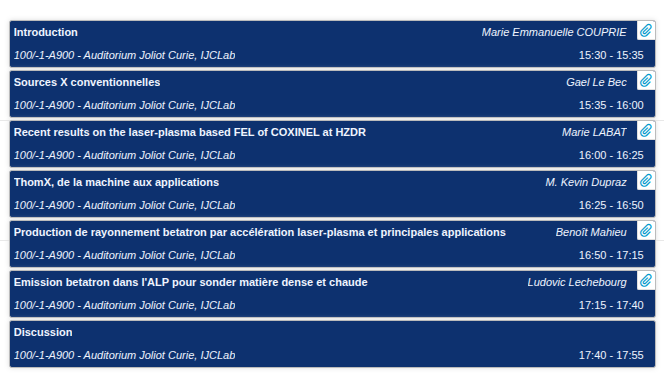 Introduction Marie Emmanuelle COUPRIE
100/-1-A900 - Auditorium Joliot Curie, IJCLab 15:30 - 15:35
Sources X conventionnelles Gael Le Bec
100/-1-A900 - Auditorium Joliot Curie, IJCLab 15:35 - 16:00
Recent results on the laser-plasma based FEL of COXINEL at HZDR Marie LABAT
100/-1-A900 - Auditorium Joliot Curie, IJCLab 16:00 - 16:25
ThomX, de la machine aux applications M. Kevin Dupraz
100/-1-A900 - Auditorium Joliot Curie, IJCLab 16:25 - 16:50
Production de rayonnement betatron par accélération laser-plasma et principales applications Benoît Mahieu
100/-1-A900 - Auditorium Joliot Curie, IJCLab 16:50 - 17:15
Emission betatron dans l'ALP pour sonder matière dense et chaude Ludovic Lechebourg
100/-1-A900 - Auditorium Joliot Curie, IJCLab 17:15 - 17:40
Discussion
100/-1-A900 - Auditorium Joliot Curie, IJCLab 17:40 - 17:55